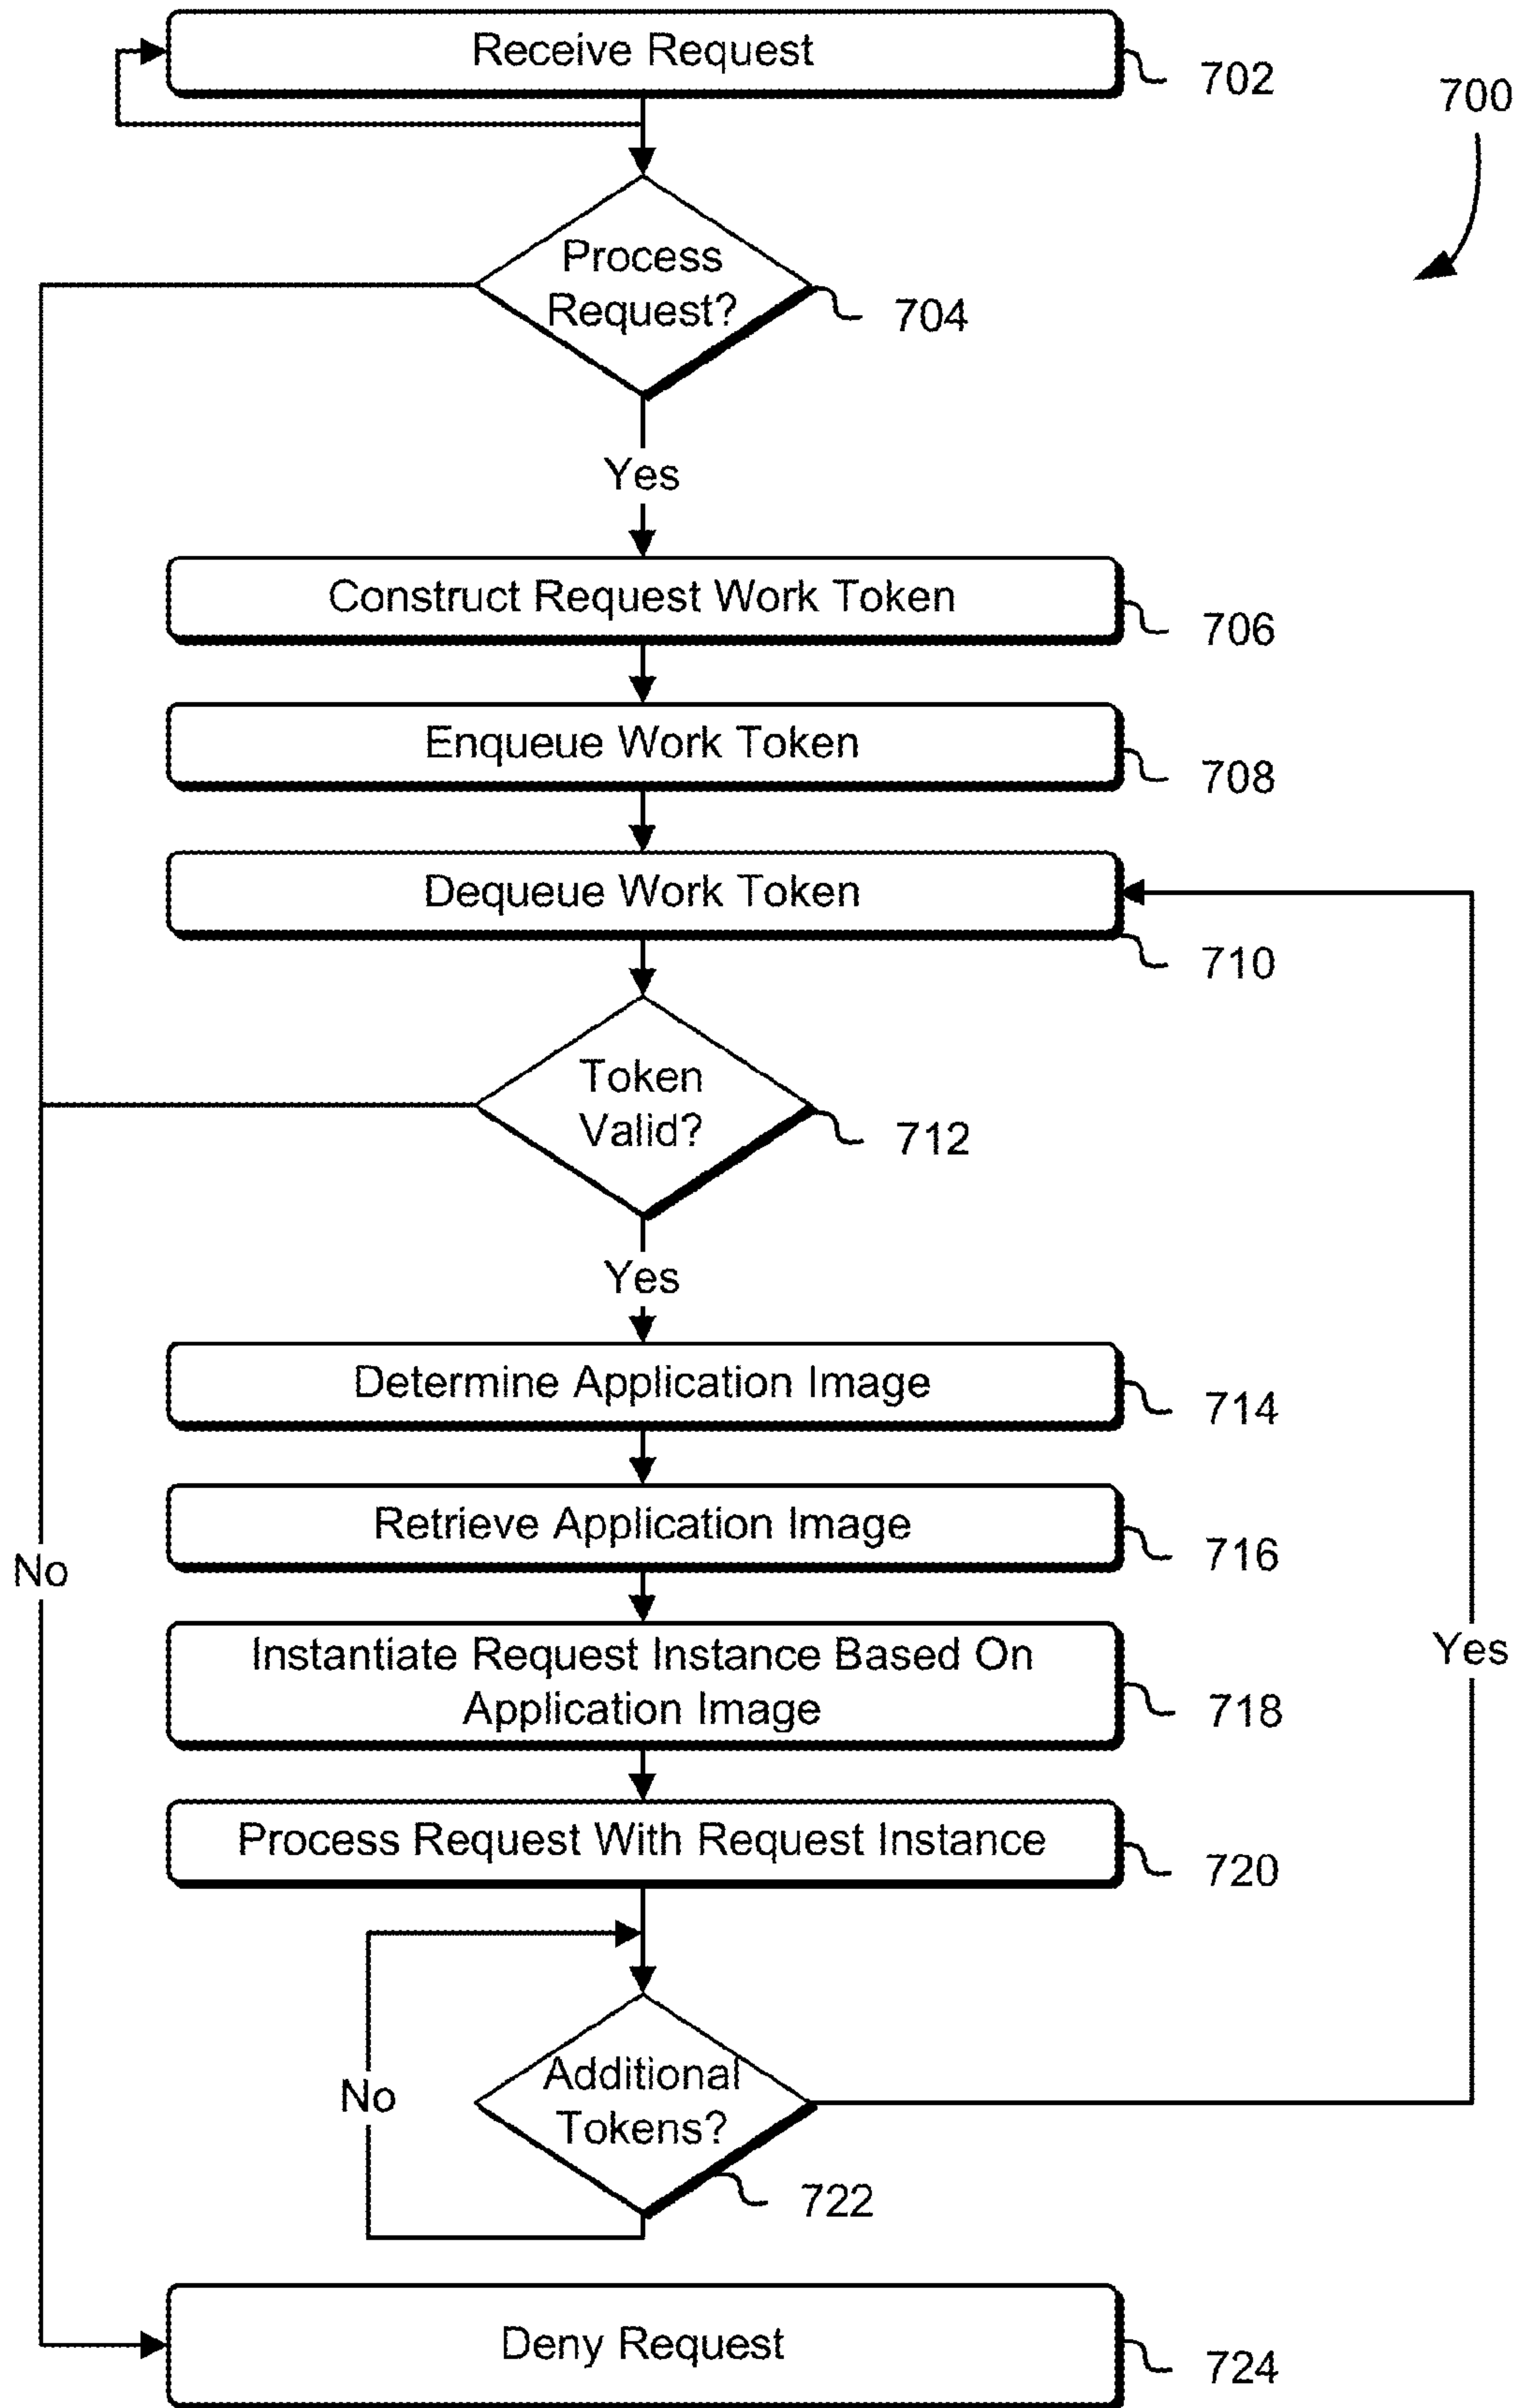 Receive Request
702
700
Process
Request?
704
Yes
Construct Request Work Token
706
Enqueue Work Token
708
Dequeue Work Token
710
Token
Valid?
712
Yes
Determine Application Image
714
Retrieve Application Image
716
No
Instantiate Request Instance Based On
Application Image
718
Yes
Process Request With Request Instance
720
Additional
Tokens?
No
722
Deny Request
724